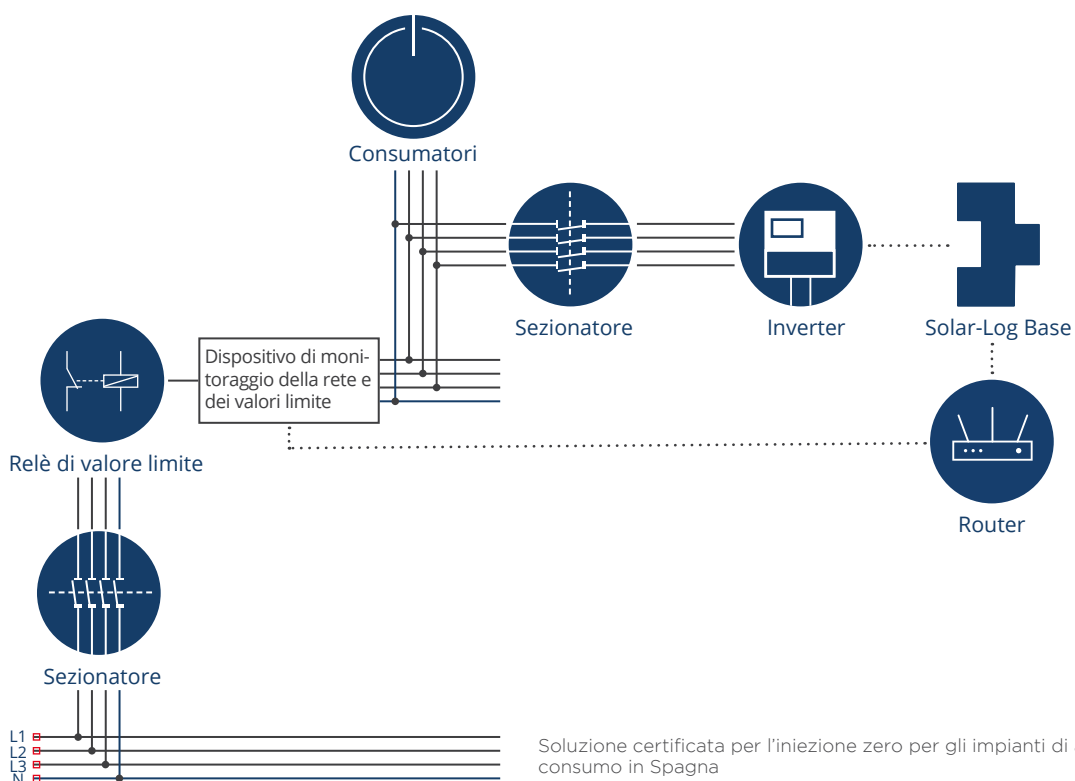 Consumatori
Sezionatore
Inverter
Solar-Log Base
Dispositivo di moni-
toraggio della rete e
dei valori limite
Relè di valore limite
Router
Sezionatore
L1
L2
L3
N
Soluzione certificata per l'iniezione zero per gli impianti di
consumo in Spagna